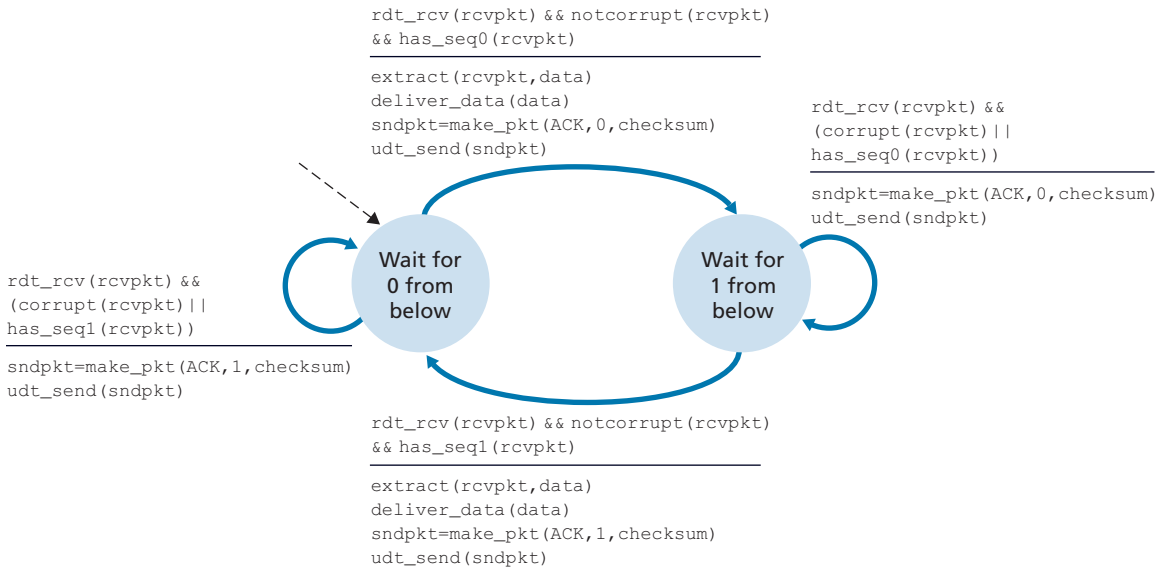 rdt_rcv(rcvpkt) && notcorrupt(rcvpkt)
&& has_seq0(rcvpkt)
extract(rcvpkt,data)
deliver_data(data)
sndpkt=make_pkt(ACK,0,checksum)
udt_send(sndpkt)
rdt_rcv(rcvpkt) &&
(corrupt(rcvpkt)||
has_seq0(rcvpkt))
sndpkt=make_pkt(ACK,0,checksum)
udt_send(sndpkt)
Wait for
0 from
below
Wait for
1 from
below
rdt_rcv(rcvpkt) &&
(corrupt(rcvpkt)||
has_seq1(rcvpkt))
sndpkt=make_pkt(ACK,1,checksum)
udt_send(sndpkt)
rdt_rcv(rcvpkt) && notcorrupt(rcvpkt)
&& has_seq1(rcvpkt)
extract(rcvpkt,data)
deliver_data(data)
sndpkt=make_pkt(ACK,1,checksum)
udt_send(sndpkt)